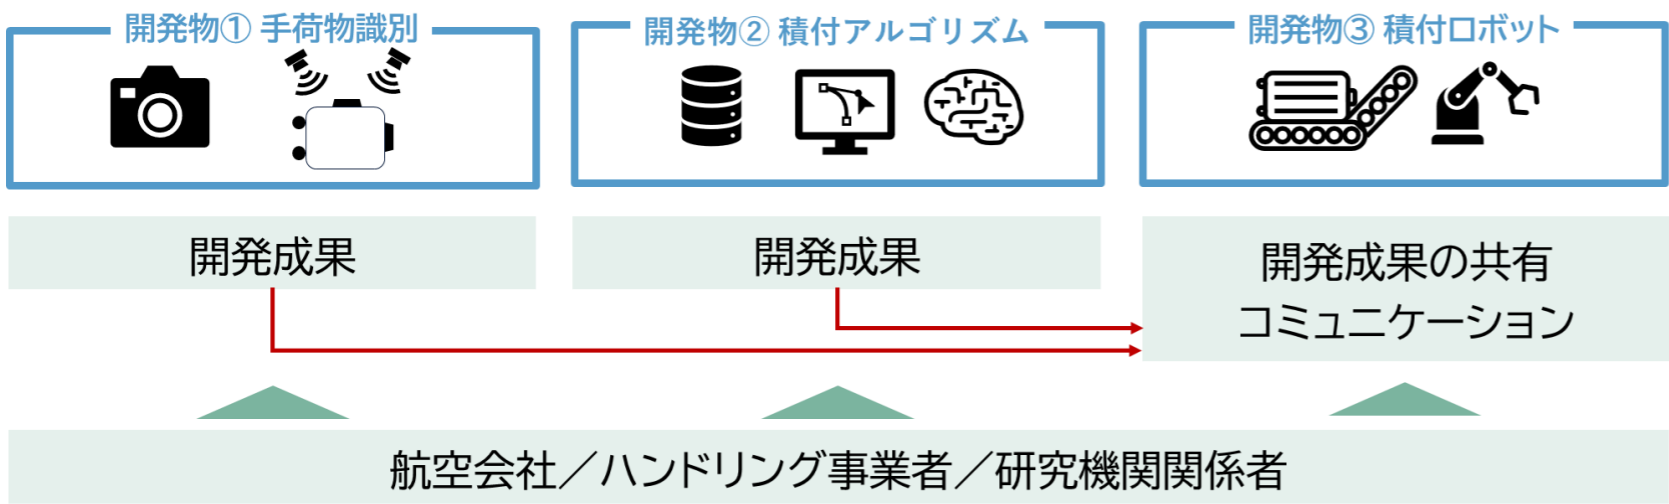 開発物① 手荷物識別
開発物② 積付アルゴリズム
開発物③ 積付ロボット
開発成果
開発成果
開発成果の共有
コミュニケーション
航空会社／ハンドリング事業者／研究機関関係者